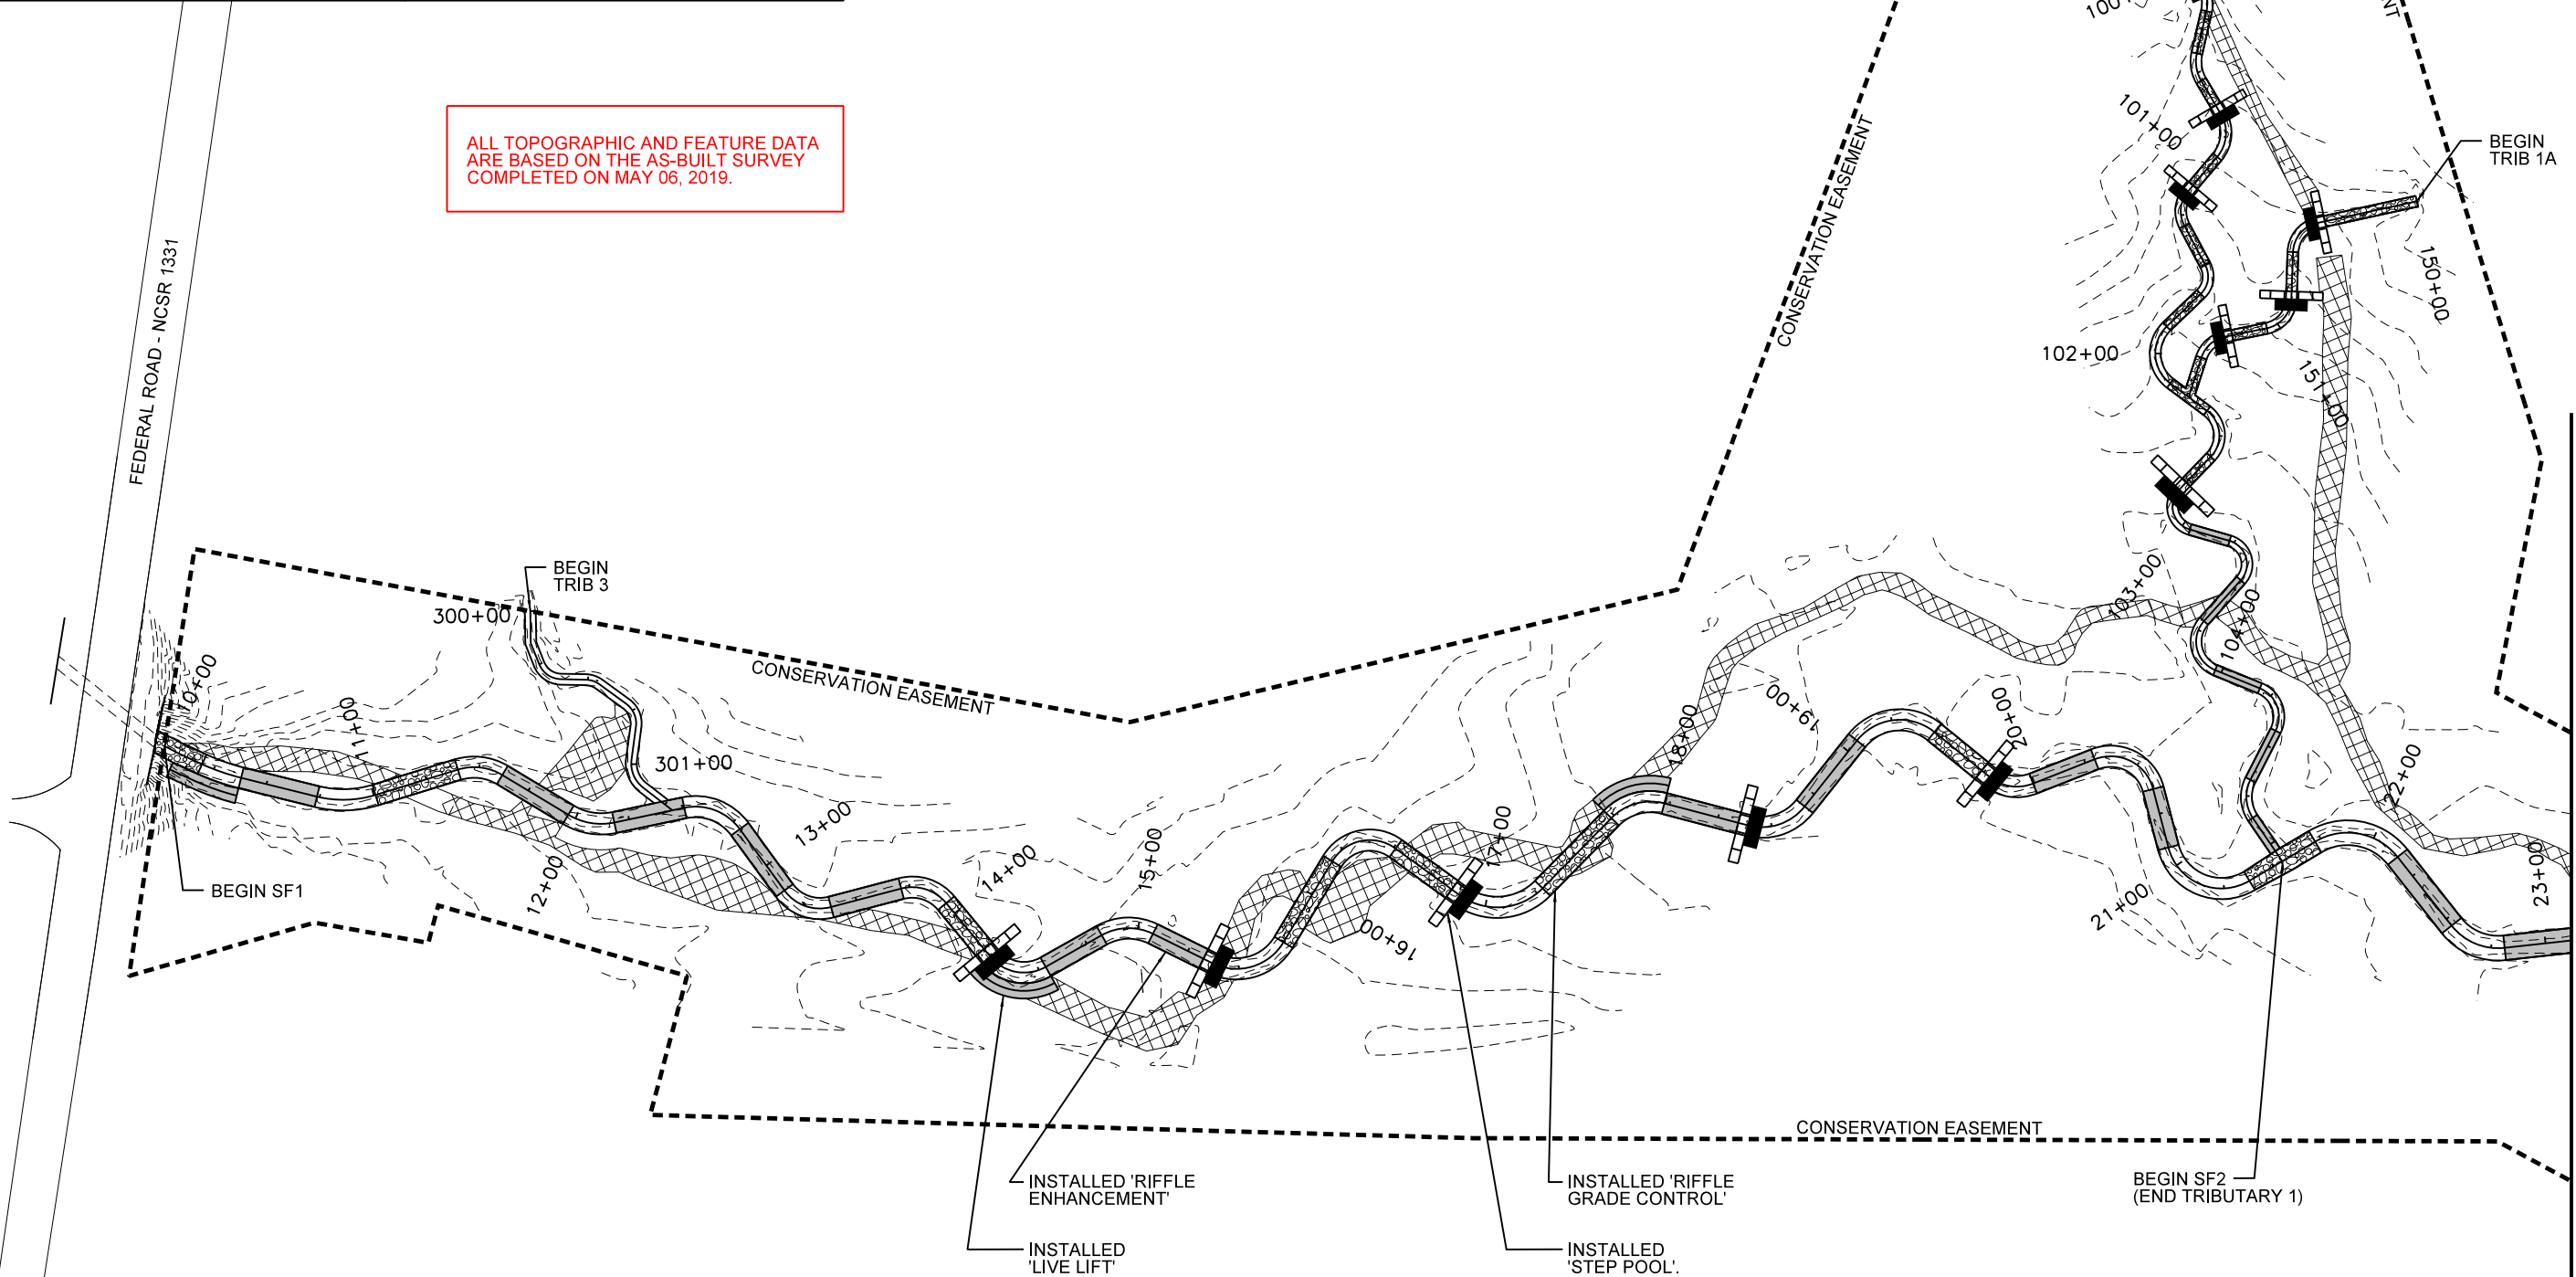 100
NT
ALL TOPOGRAPHIC AND FEATURE DATA
ARE BASED ON THE AS-BUILT SURVEY
COMPLETED ON MAY 06, 2019.
101+00
BEGIN
TRIB 1A
CONSERVATION EASEMENT
FEDERAL ROAD - NCSR 1331
150+00
102+00
151+00
BEGIN
TRIB 3
300+00
103+00
104+00
10+00
CONSERVATION EASEMENT
11+00
301+00
18+00
19+00
20+00
22+00
13+00
14+00
15+00
17+00
12+00
BEGIN SF1
16+00
21+00
23+00
CONSERVATION EASEMENT
INSTALLED 'RIFFLE
ENHANCEMENT'
INSTALLED 'RIFFLE
GRADE CONTROL'
BEGIN SF2
(END TRIBUTARY 1)
INSTALLED
'LIVE LIFT'
INSTALLED
'STEP POOL'.